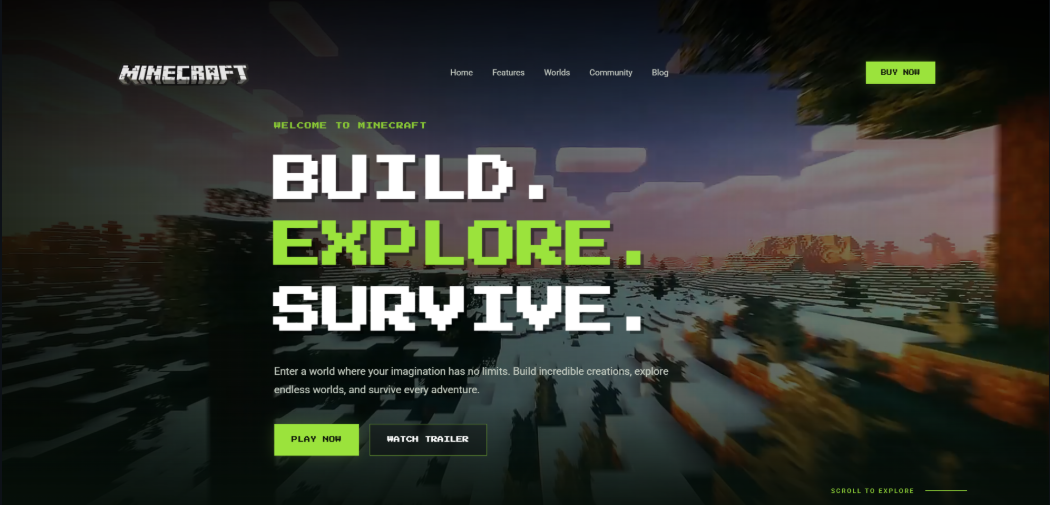 MINECRAFT
Home Features Worlds Community Blog
BUY NOW
WELCOME TO MINECRAFT
BUILD.
EXPLORE.
SURVIVE.
Enter a world where your imagination has no limits. Build incredible creations, explore
endless worlds, and survive every adventure.
PLAY NOW
WATCH TRAILER
SCROLL TO EXPLORE